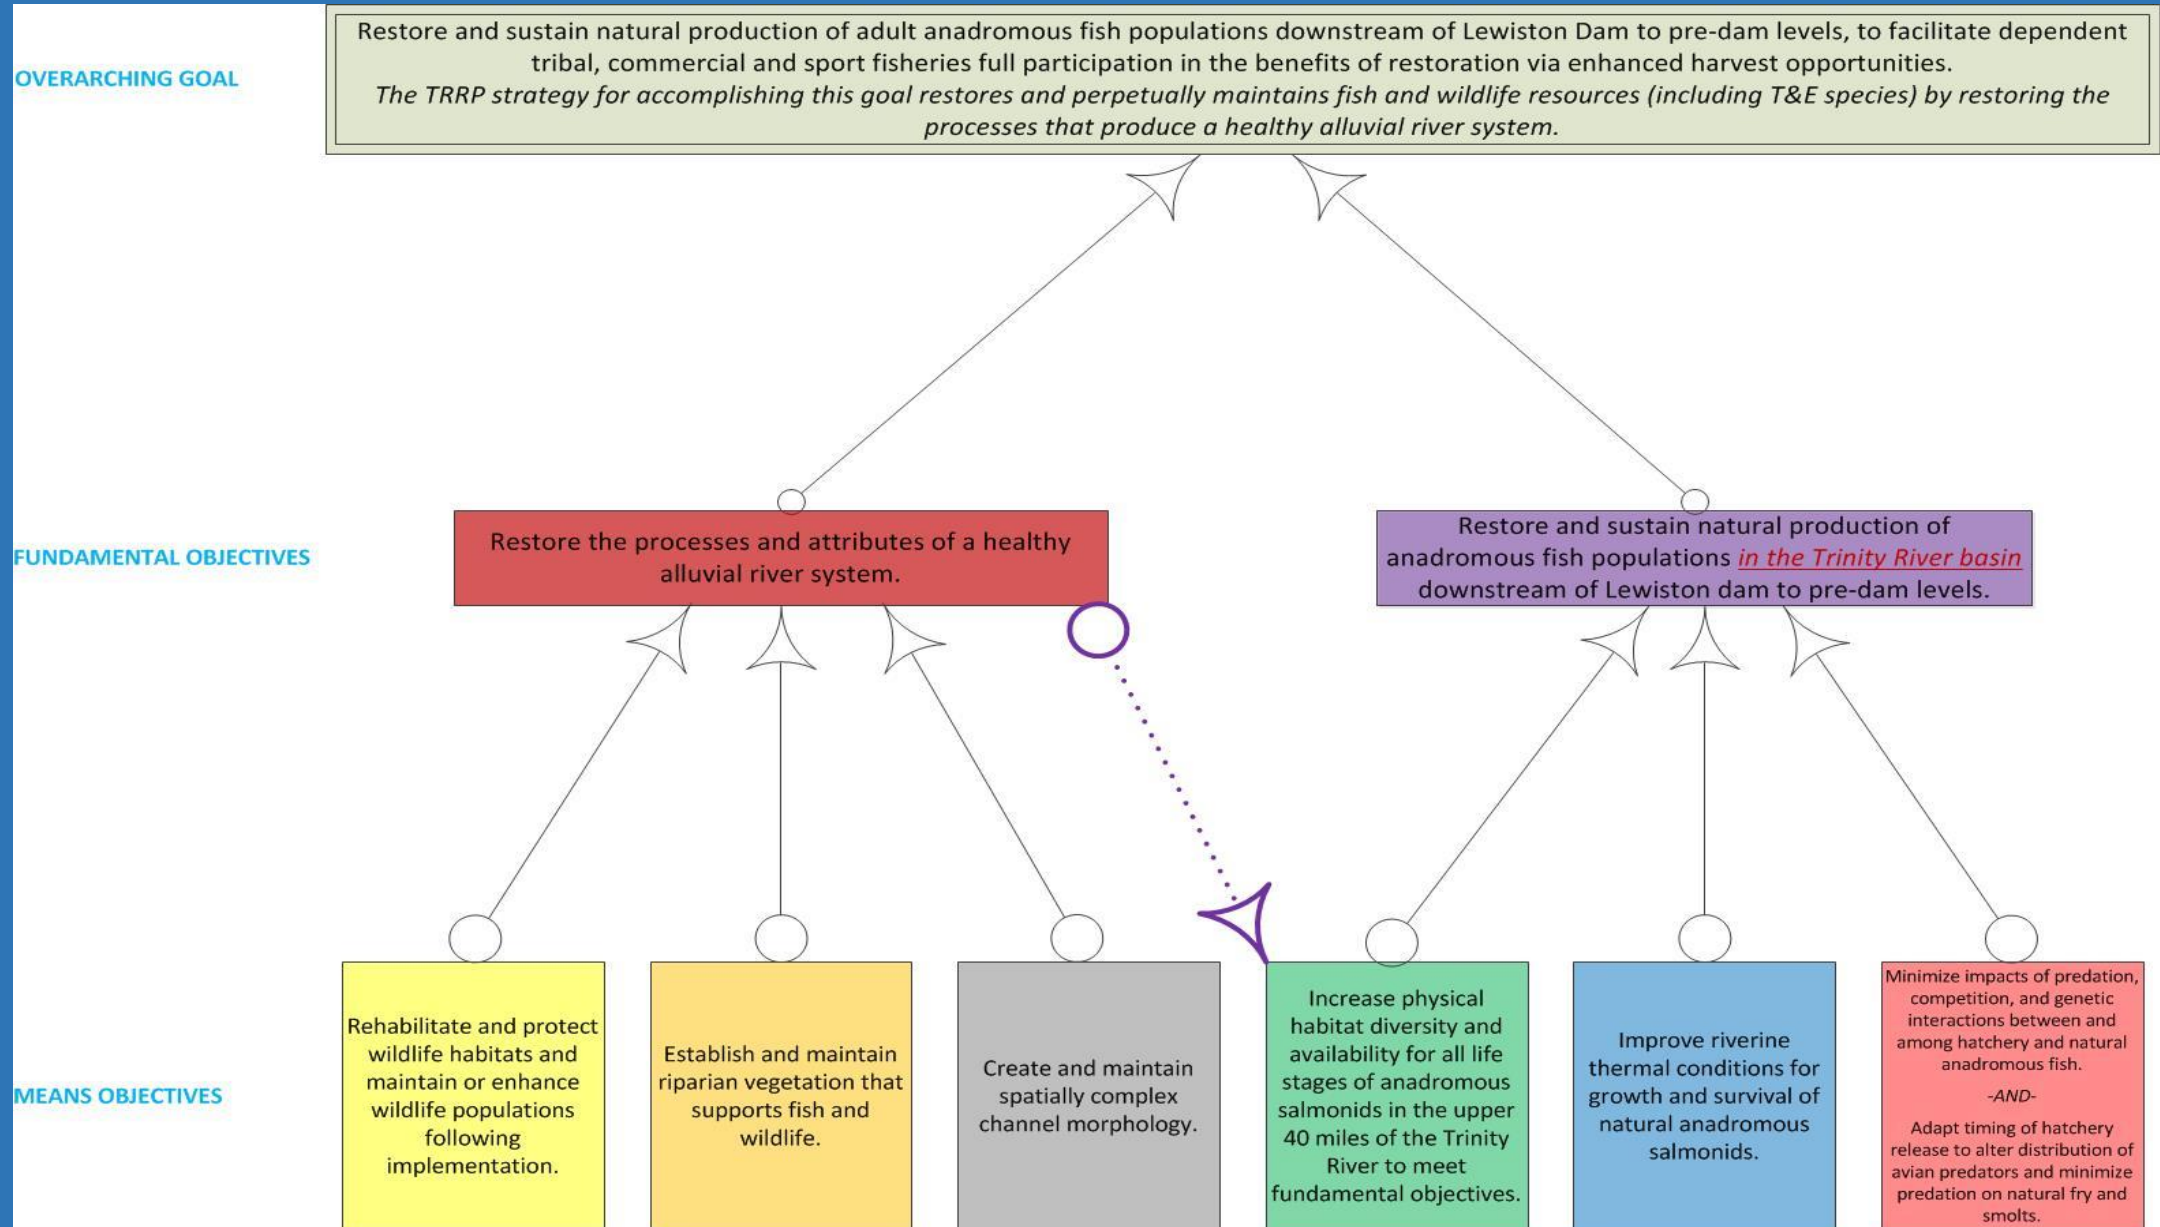 OVERARCHING GOAL
Restore and sustain natural production of adult anadromous fish populations downstream of Lewiston Dam to pre-dam levels, to facilitate dependent
tribal, commercial and sport fisheries full participation in the benefits of restoration via enhanced harvest opportunities.
The TRRP strategy for accomplishing this goal restores and perpetually maintains fish and wildlife resources (including T&E species) by restoring the
processes that produce a healthy alluvial river system.
FUNDAMENTAL OBJECTIVES
Restore the processes and attributes of a healthy
alluvial river system.
Restore and sustain natural production of
anadromous fish populations in the Trinity River basin
downstream of Lewiston dam to pre-dam levels.
MEANS OBJECTIVES
Rehabilitate and protect
wildlife habitats and
maintain or enhance
wildlife populations
following
implementation.
Establish and maintain
riparian vegetation that
supports fish and
wildlife.
Create and maintain
spatially complex
channel morphology.
Increase physical
habitat diversity and
availability for all life
stages of anadromous
salmonids in the upper
40 miles of the Trinity
River to meet
fundamental objectives.
Improve riverine
thermal conditions for
growth and survival of
natural anadromous
salmonids.
Minimize impacts of predation,
competition, and genetic
interactions between and
among hatchery and natural
anadromous fish.
-AND-
Adapt timing of hatchery
release to alter distribution of
avian predators and minimize
predation on natural fry and
smolts.